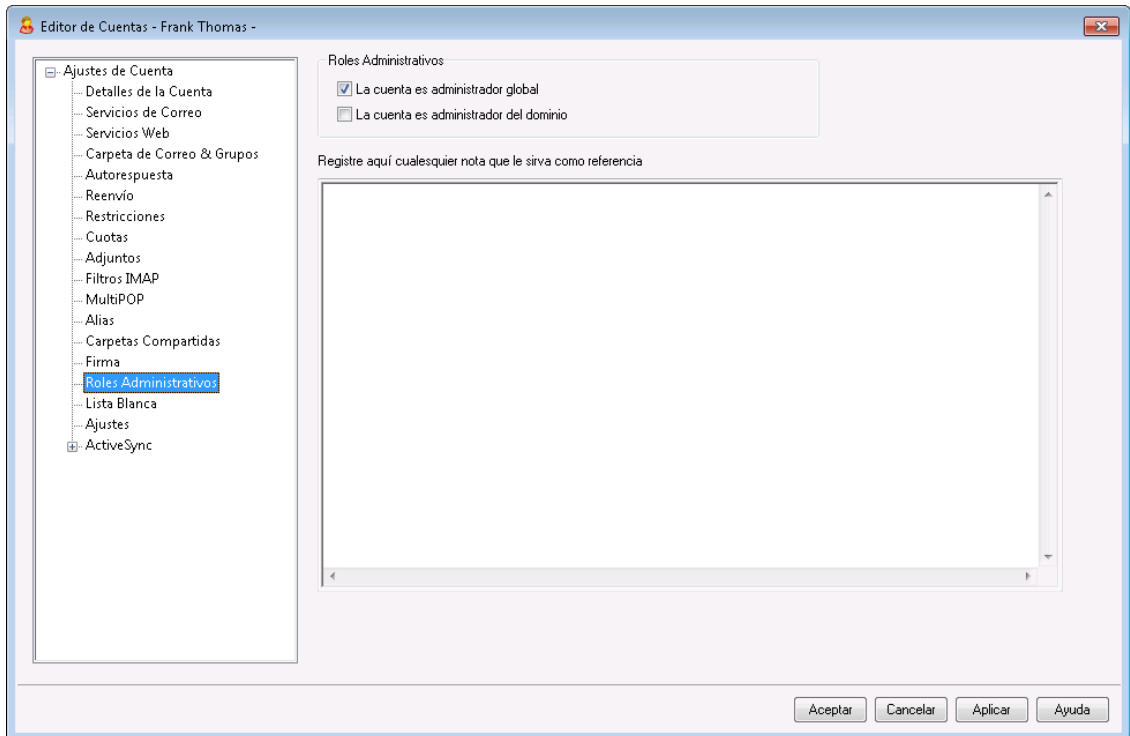 Editor de Cuentas - Frank Thomas -
Ajustes de Cuenta
Detalles de la Cuenta
Servicios de Correo
Servicios Web
Carpeta de Correo & Grupos
Autorespuesta
Reenvío
Restricciones
Cuotas
Adjuntos
Filtros IMAP
MultiPOP
Alias
Carpetas Compartidas
Firma
Roles Administrativos
Lista Blanca
Ajustes
ActiveSync
Roles Administrativos
La cuenta es administrador global
La cuenta es administrador del dominio
Registre aquí cualesquier nota que le sirva como referencia
Aceptar Cancelar Aplicar Ayuda